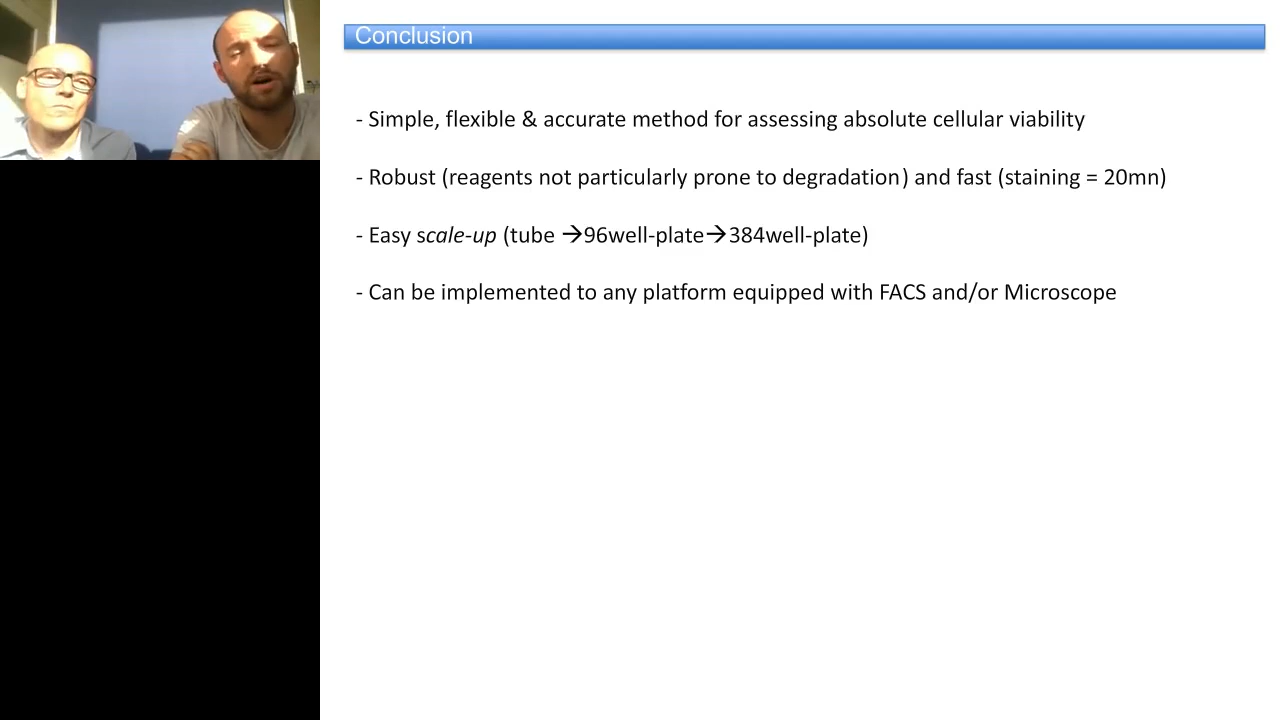 Conclusion
- Simple, flexible & accurate method for assessing absolute cellular viability
- Robust (reagents not particularly prone to degradation) and fast (staining = 20mn)
- Easy scale-up (tube →96well-plate→384well-plate)
- Can be implemented to any platform equipped with FACS and/or Microscope